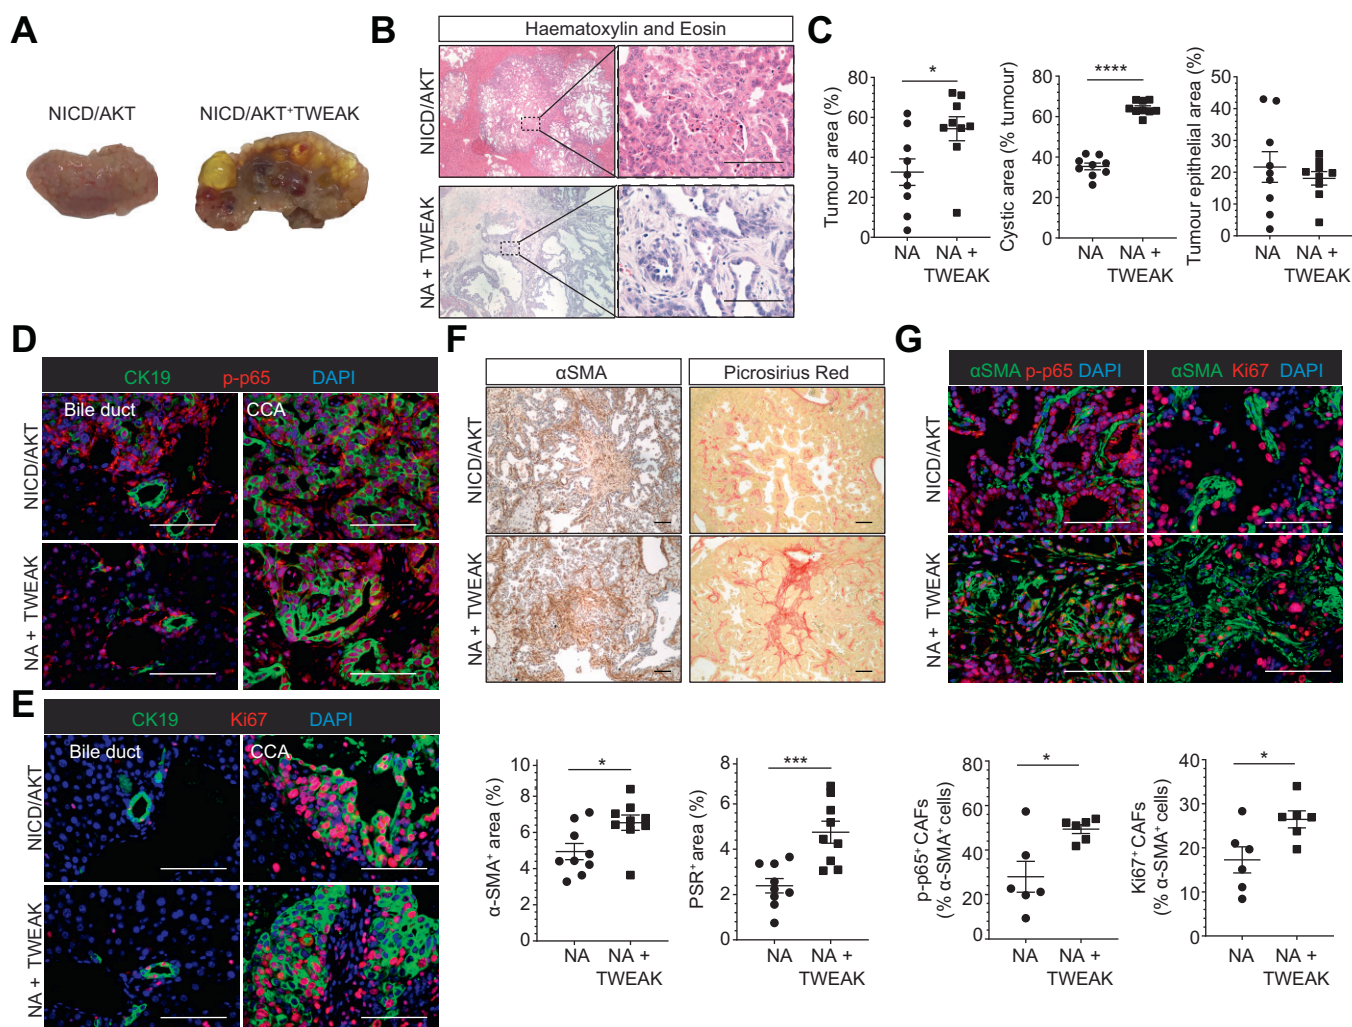 A
NICD/AKT
NICD/AKT+TWEAK
B
Haematoxylin and Eosin
NICD/AKT
NA + TWEAK
C
Tumour area (%)
100
80
60
40
20
0
*
NA
NA +
TWEAK
Cystic area (% tumour)
80
60
40
20
0
****
NA
NA +
TWEAK
Tumour epithelial area (%)
50
40
30
20
10
0
NA
NA +
TWEAK
D
CK19 p-p65 DAPI
Bile duct
CCA
NICD/AKT
NA + TWEAK
E
CK19 Ki67 DAPI
Bile duct
CCA
NICD/AKT
NA + TWEAK
F
αSMA
Picrosirius Red
NICD/AKT
NA + TWEAK
α-SMA+ area (%)
10
8
6
4
2
0
*
NA
NA +
TWEAK
PSR+ area (%)
8
6
4
2
0
***
NA
NA +
TWEAK
G
αSMA p-p65 DAPI
αSMA Ki67 DAPI
NICD/AKT
NA + TWEAK
p-p65+ CAFs
(% α-SMA+ cells)
80
60
40
20
0
*
NA
NA +
TWEAK
Ki67+ CAFs
(% α-SMA+ cells)
40
30
20
10
0
*
NA
NA +
TWEAK